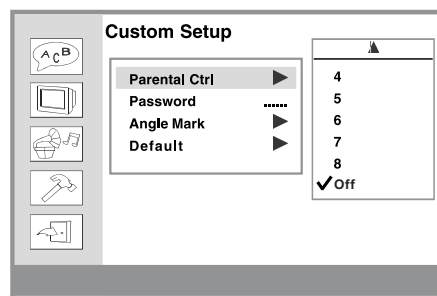 Custom Setup
A C B
Parental Ctrl
Password ......
Angle Mark
Default
4
5
6
7
8
✓Off